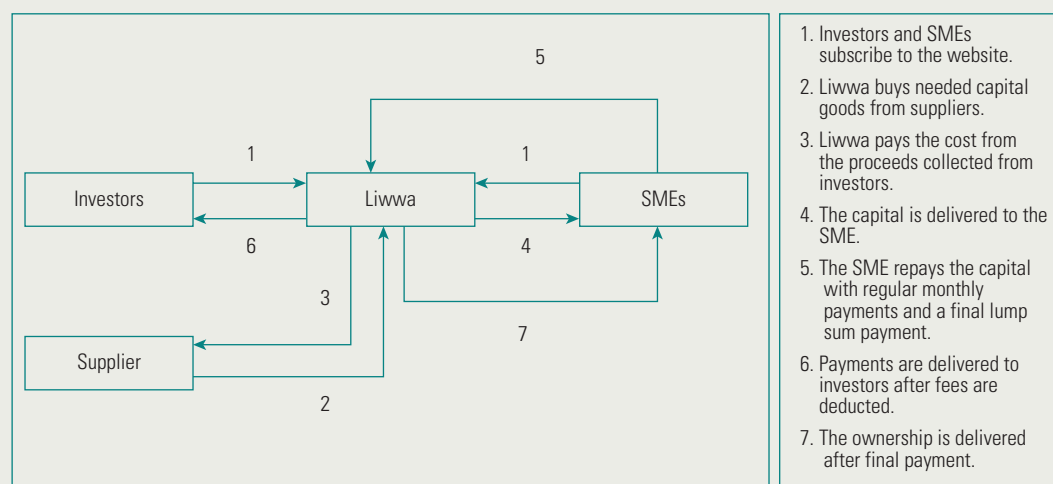 5
1
1
Investors
Liwwa
SMEs
6
4
3
7
Supplier
2
1. Investors and SMEs
subscribe to the website.
2. Liwwa buys needed capital
goods from suppliers.
3. Liwwa pays the cost from
the proceeds collected from
investors.
4. The capital is delivered to the
SME.
5. The SME repays the capital
with regular monthly
payments and a final lump
sum payment.
6. Payments are delivered to
investors after fees are
deducted.
7. The ownership is delivered
after final payment.